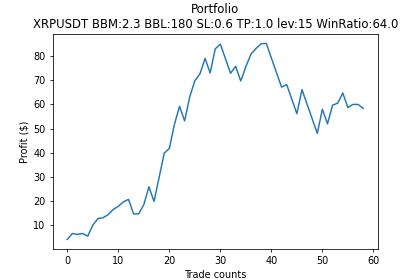 Portfolio
XRPUSDT BBM:2.3 BBL:180 SL:0.6 TP:1.0 lev:15 WinRatio:64.0
80
70
60
50
40
30
20
10
Profit ($)
0 10 20 30 40 50 60
Trade counts